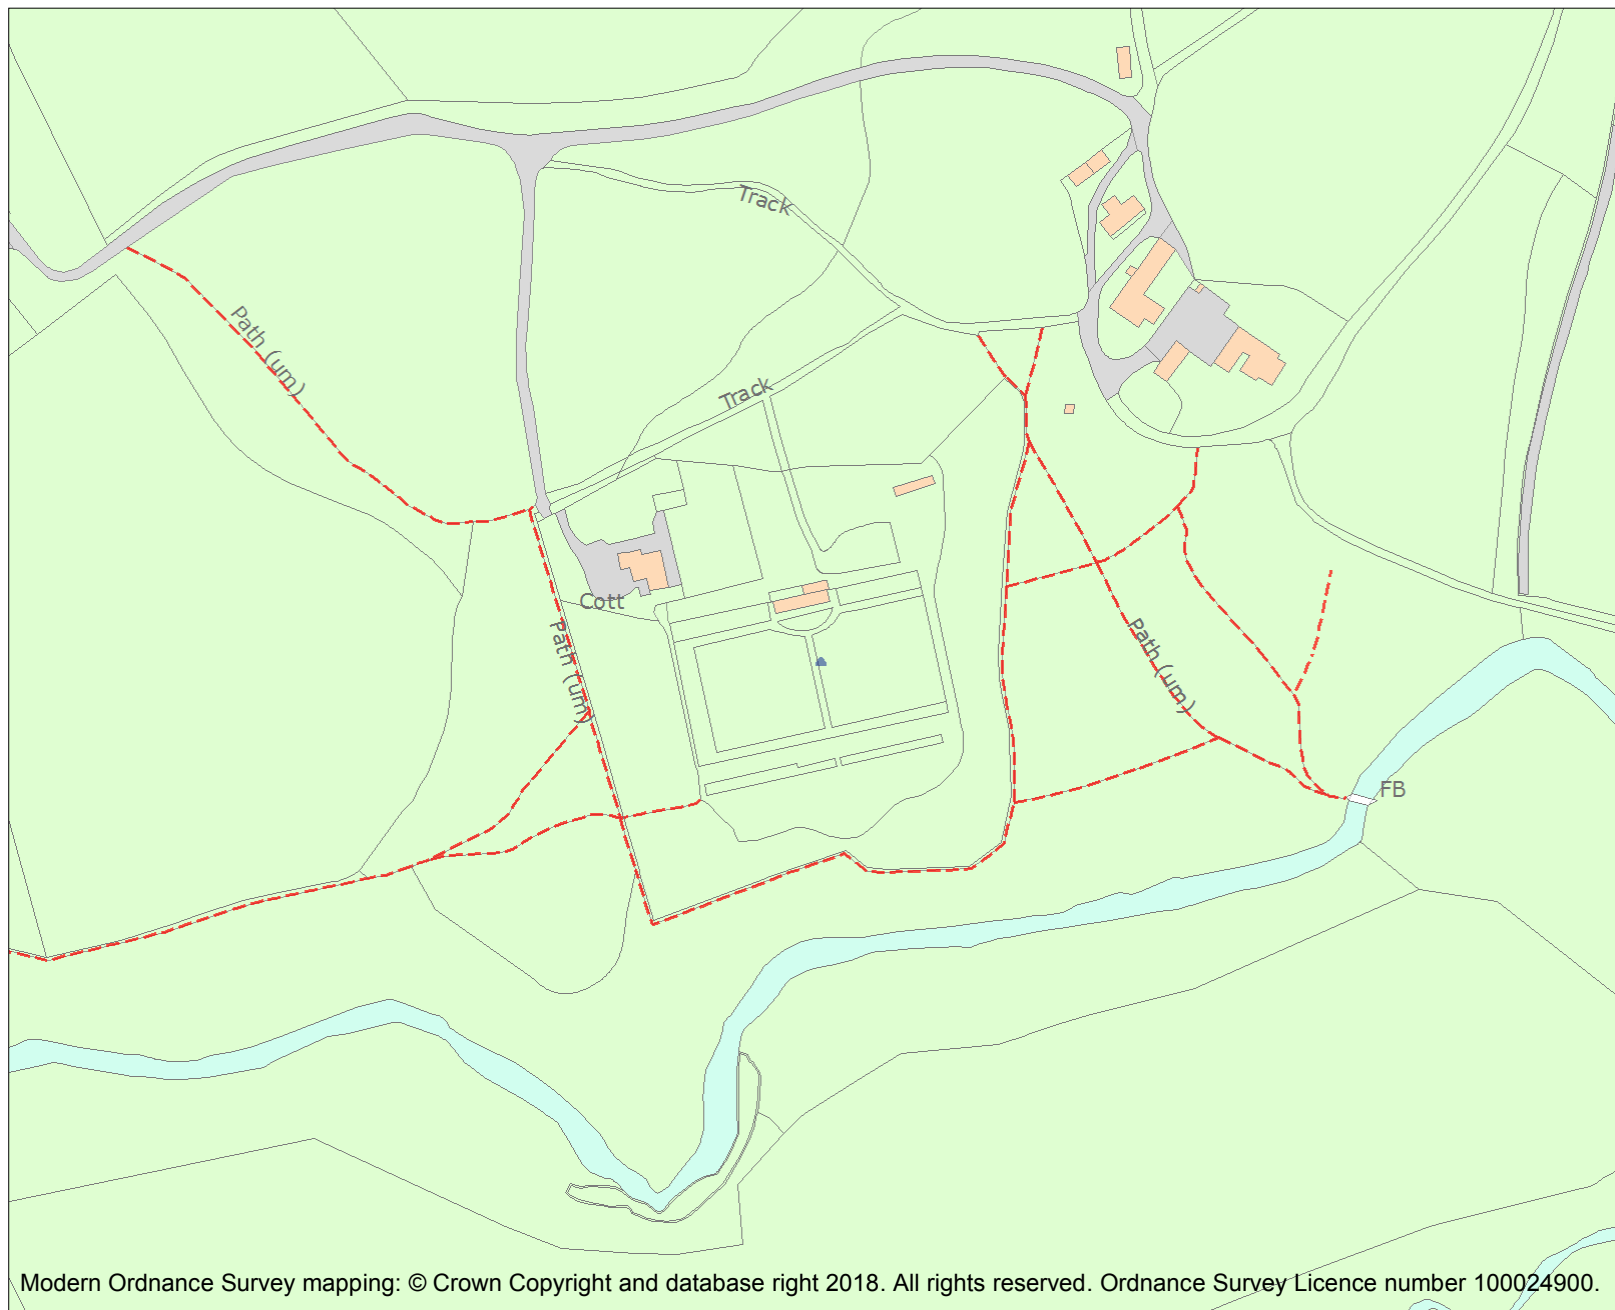 Track
Path (um)
Track
Cott
Path (um)
Path (um)
FB
Modern Ordnance Survey mapping: © Crown Copyright and database right 2018. All rights reserved. Ordnance Survey Licence number 100024900.